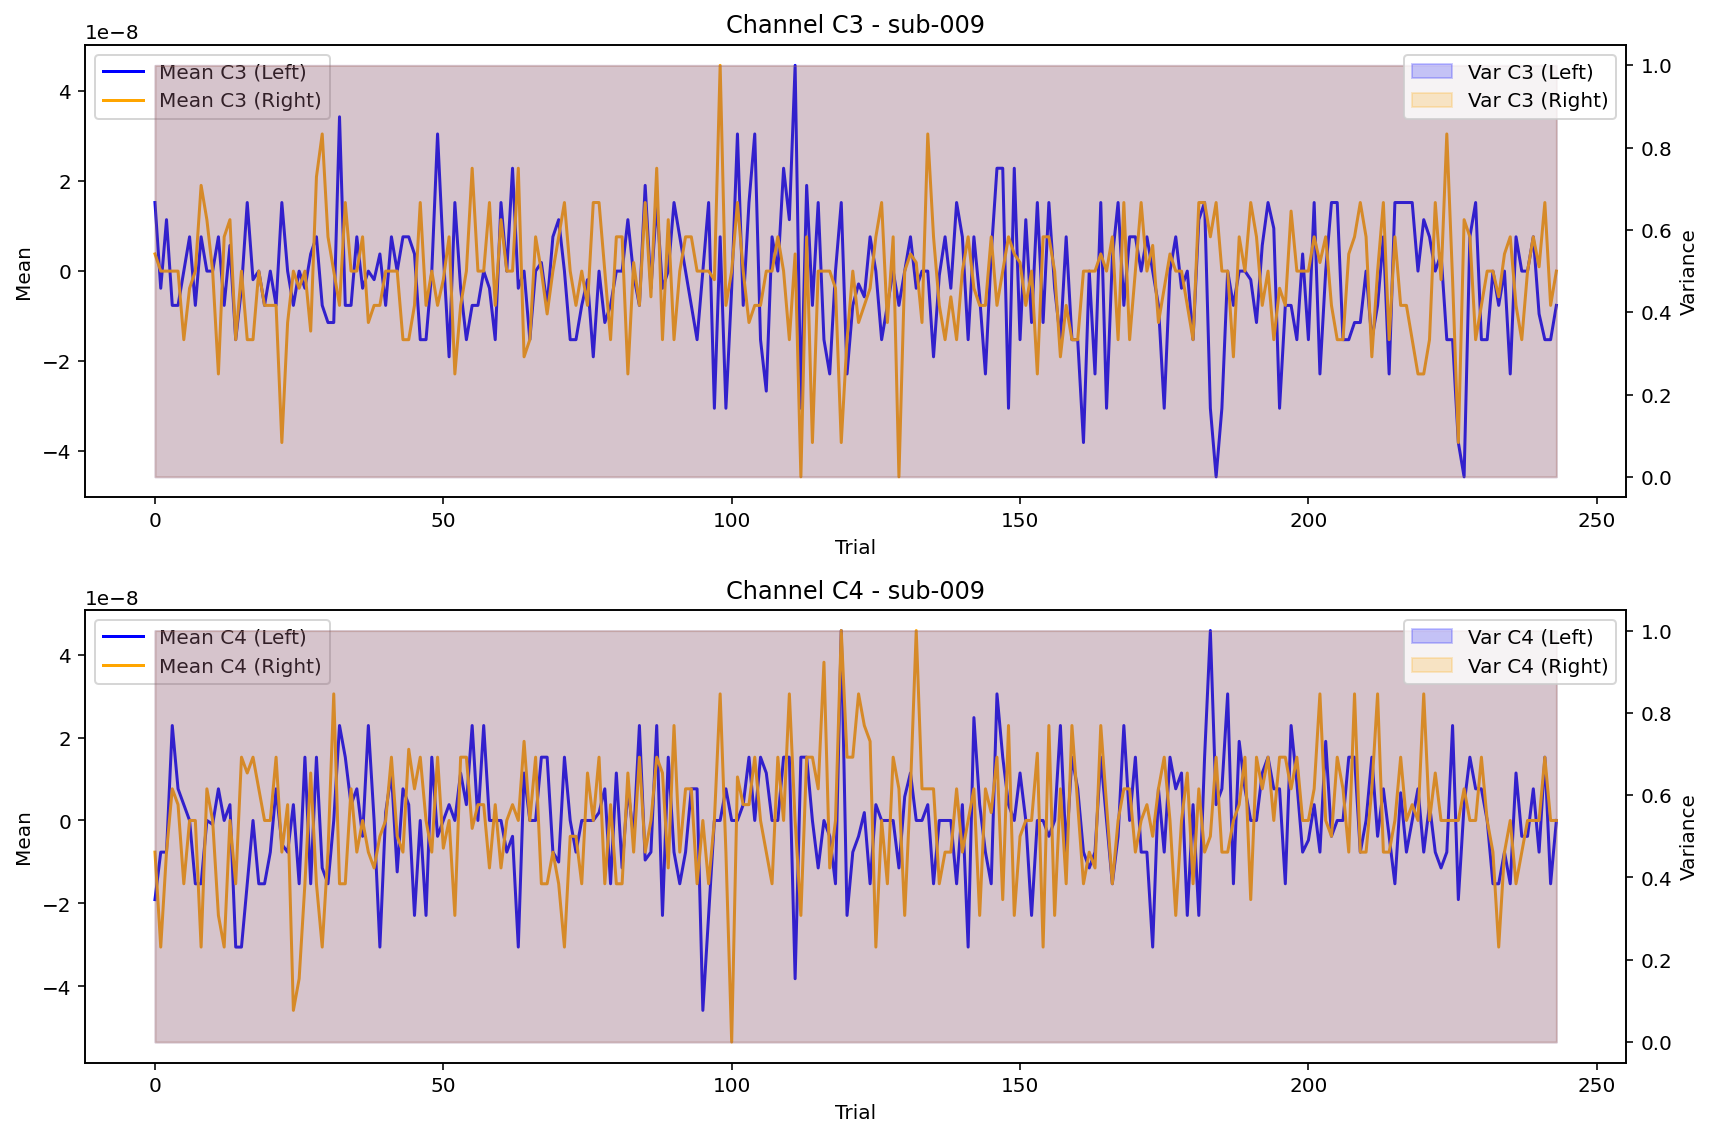 Channel C3 - sub-009
1e−8
Mean C3 (Left)
Mean C3 (Right)
Var C3 (Left)
Var C3 (Right)
4
2
0
−2
−4
Mean
1.0
0.8
0.6
0.4
0.2
0.0
Variance
0 50 100 150 200 250
Trial
Channel C4 - sub-009
1e−8
Mean C4 (Left)
Mean C4 (Right)
Var C4 (Left)
Var C4 (Right)
4
2
0
−2
−4
Mean
1.0
0.8
0.6
0.4
0.2
0.0
Variance
0 50 100 150 200 250
Trial